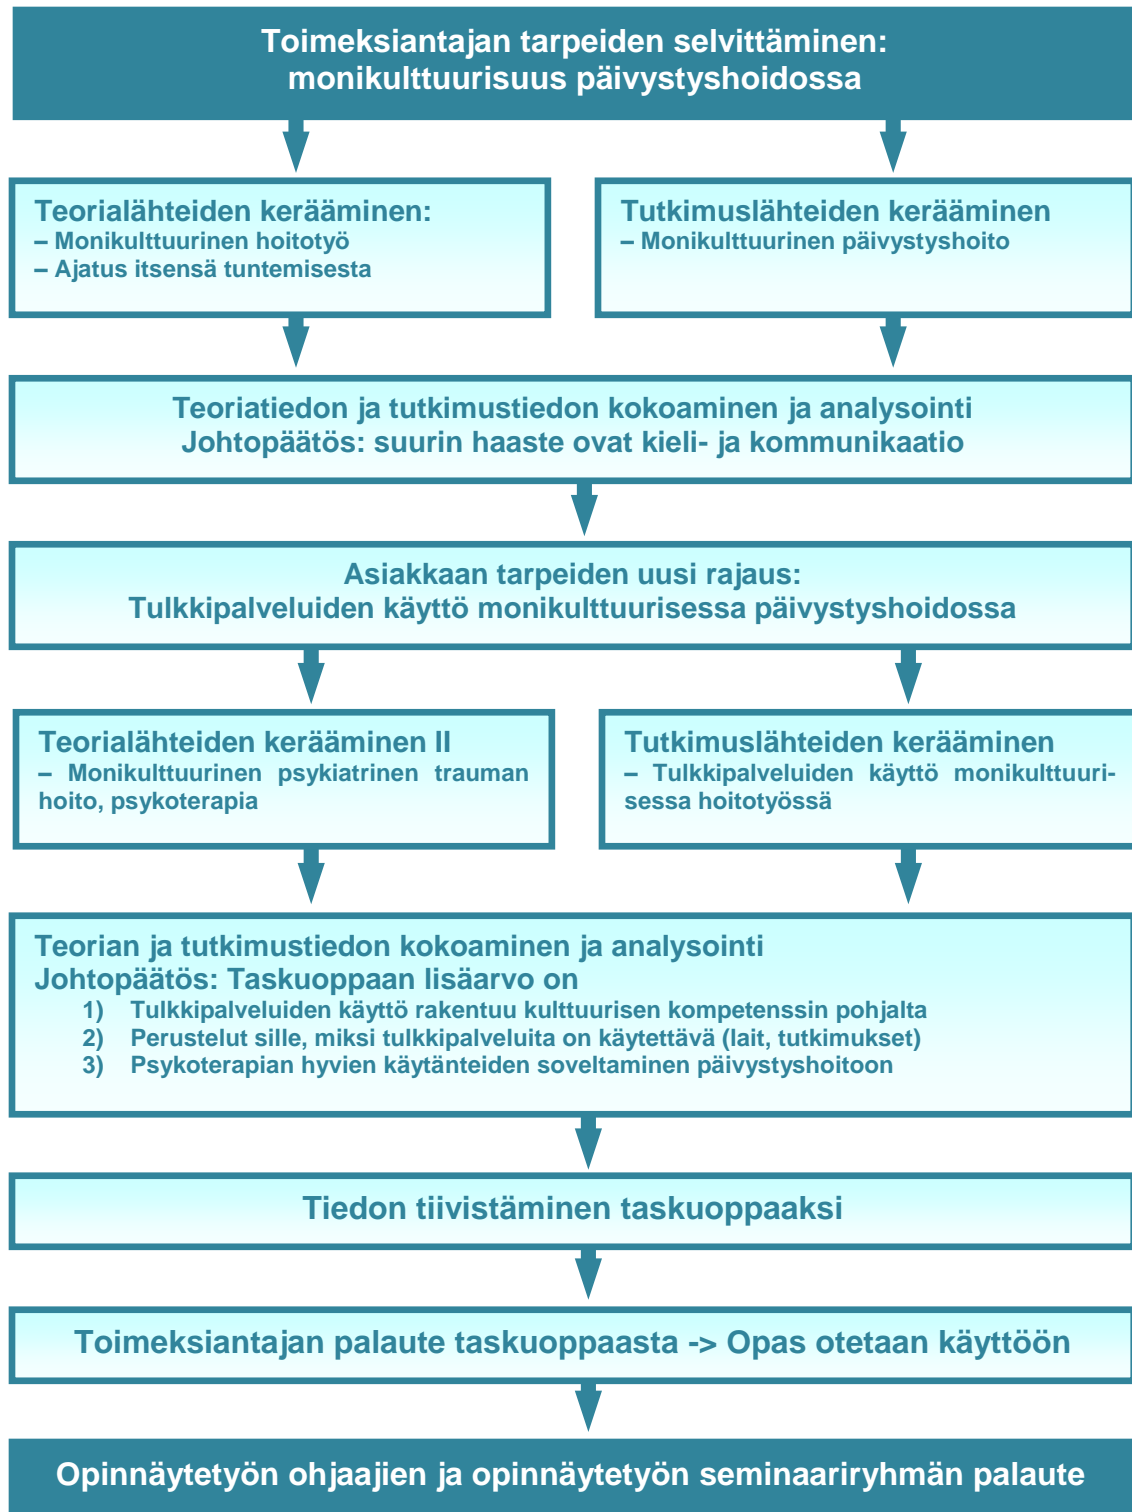 Toimeksiantajan tarpeiden selvittäminen:
monikulttuurisuus päivystyshoidossa
Teorialähteiden kerääminen:
– Monikulttuurinen hoitotyö
– Ajatus itsensä tuntemisesta
Tutkimuslähteiden kerääminen
– Monikulttuurinen päivystyshoito
Teoriatiedon ja tutkimustiedon kokoaminen ja analysointi
Johtopäätös: suurin haaste ovat kieli- ja kommunikaatio
Asiakkaan tarpeiden uusi rajaus:
Tulkkipalveluiden käyttö monikulttuurisessa päivystyshoidossa
Teorialähteiden kerääminen II
– Monikulttuurinen psykiatrinen trauman
hoito, psykoterapia
Tutkimuslähteiden kerääminen
– Tulkkipalveluiden käyttö monikulttuuri-
sessa hoitotyössä
Teorian ja tutkimustiedon kokoaminen ja analysointi
Johtopäätös: Taskuoppaan lisäarvo on
1) Tulkkipalveluiden käyttö rakentuu kulttuurisen kompetenssin pohjalta
2) Perustelut sille, miksi tulkkipalveluita on käytettävä (lait, tutkimukset)
3) Psykoterapian hyvien käytänteiden soveltaminen päivystyshoitoon
Tiedon tiivistäminen taskuoppaaksi
Toimeksiantajan palaute taskuoppaasta -> Opas otetaan käyttöön
Opinnäytetyön ohjaajien ja opinnäytetyön seminaariryhmän palaute